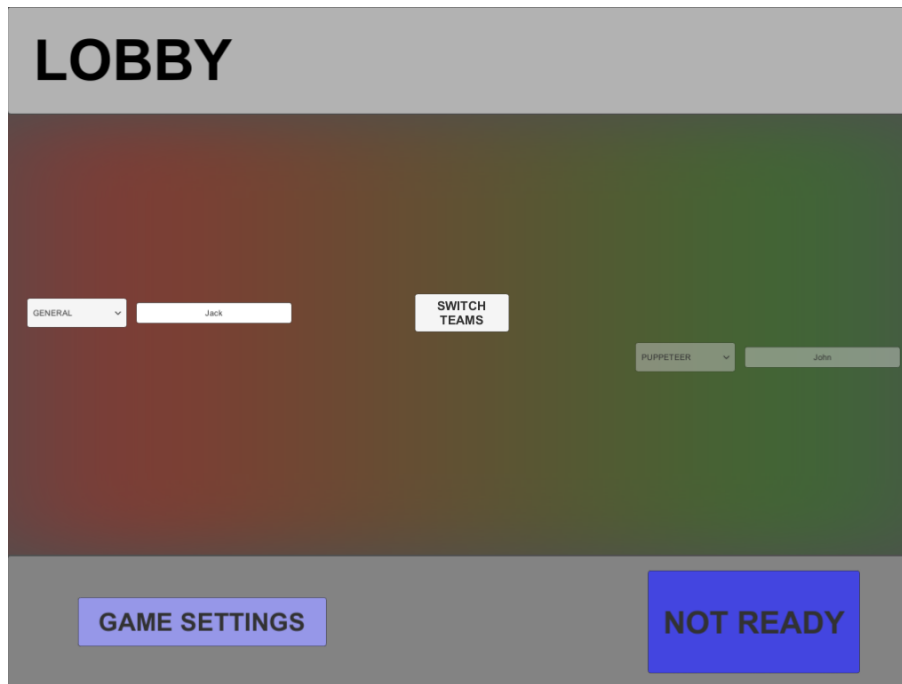 LOBBY
GENERAL
Jack
SWITCH
TEAMS
PUPPETEER
John
GAME SETTINGS
NOT READY